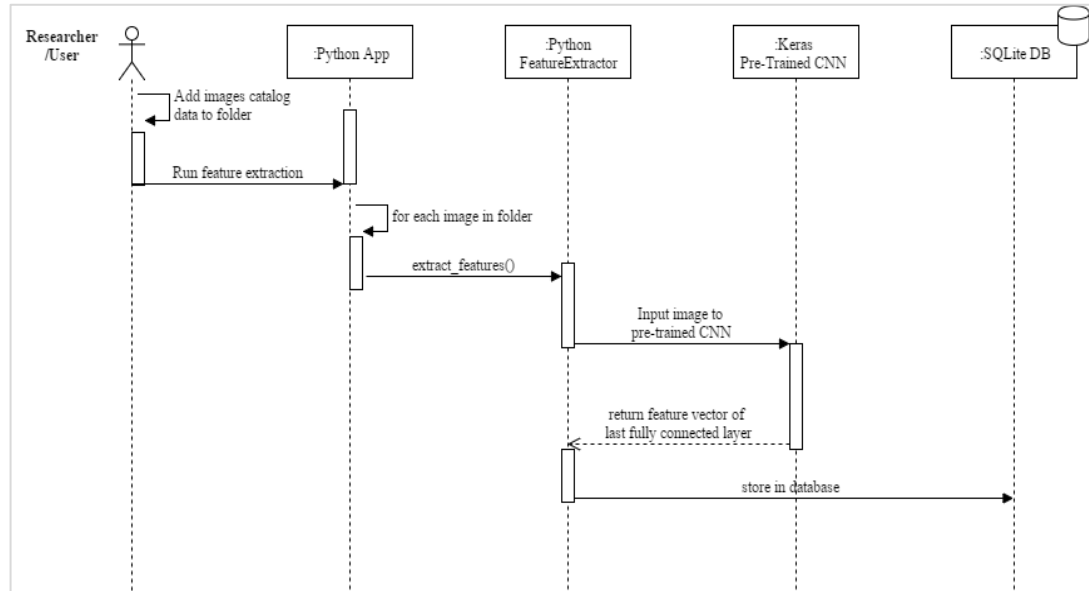 Researcher
/User
:Python App
:Python
FeatureExtractor
:Keras
Pre-Trained CNN
:SQLite DB
Add images catalog
data to folder
Run feature extraction
for each image in folder
extract_features()
Input image to
pre-trained CNN
return feature vector of
last fully connected layer
store in database